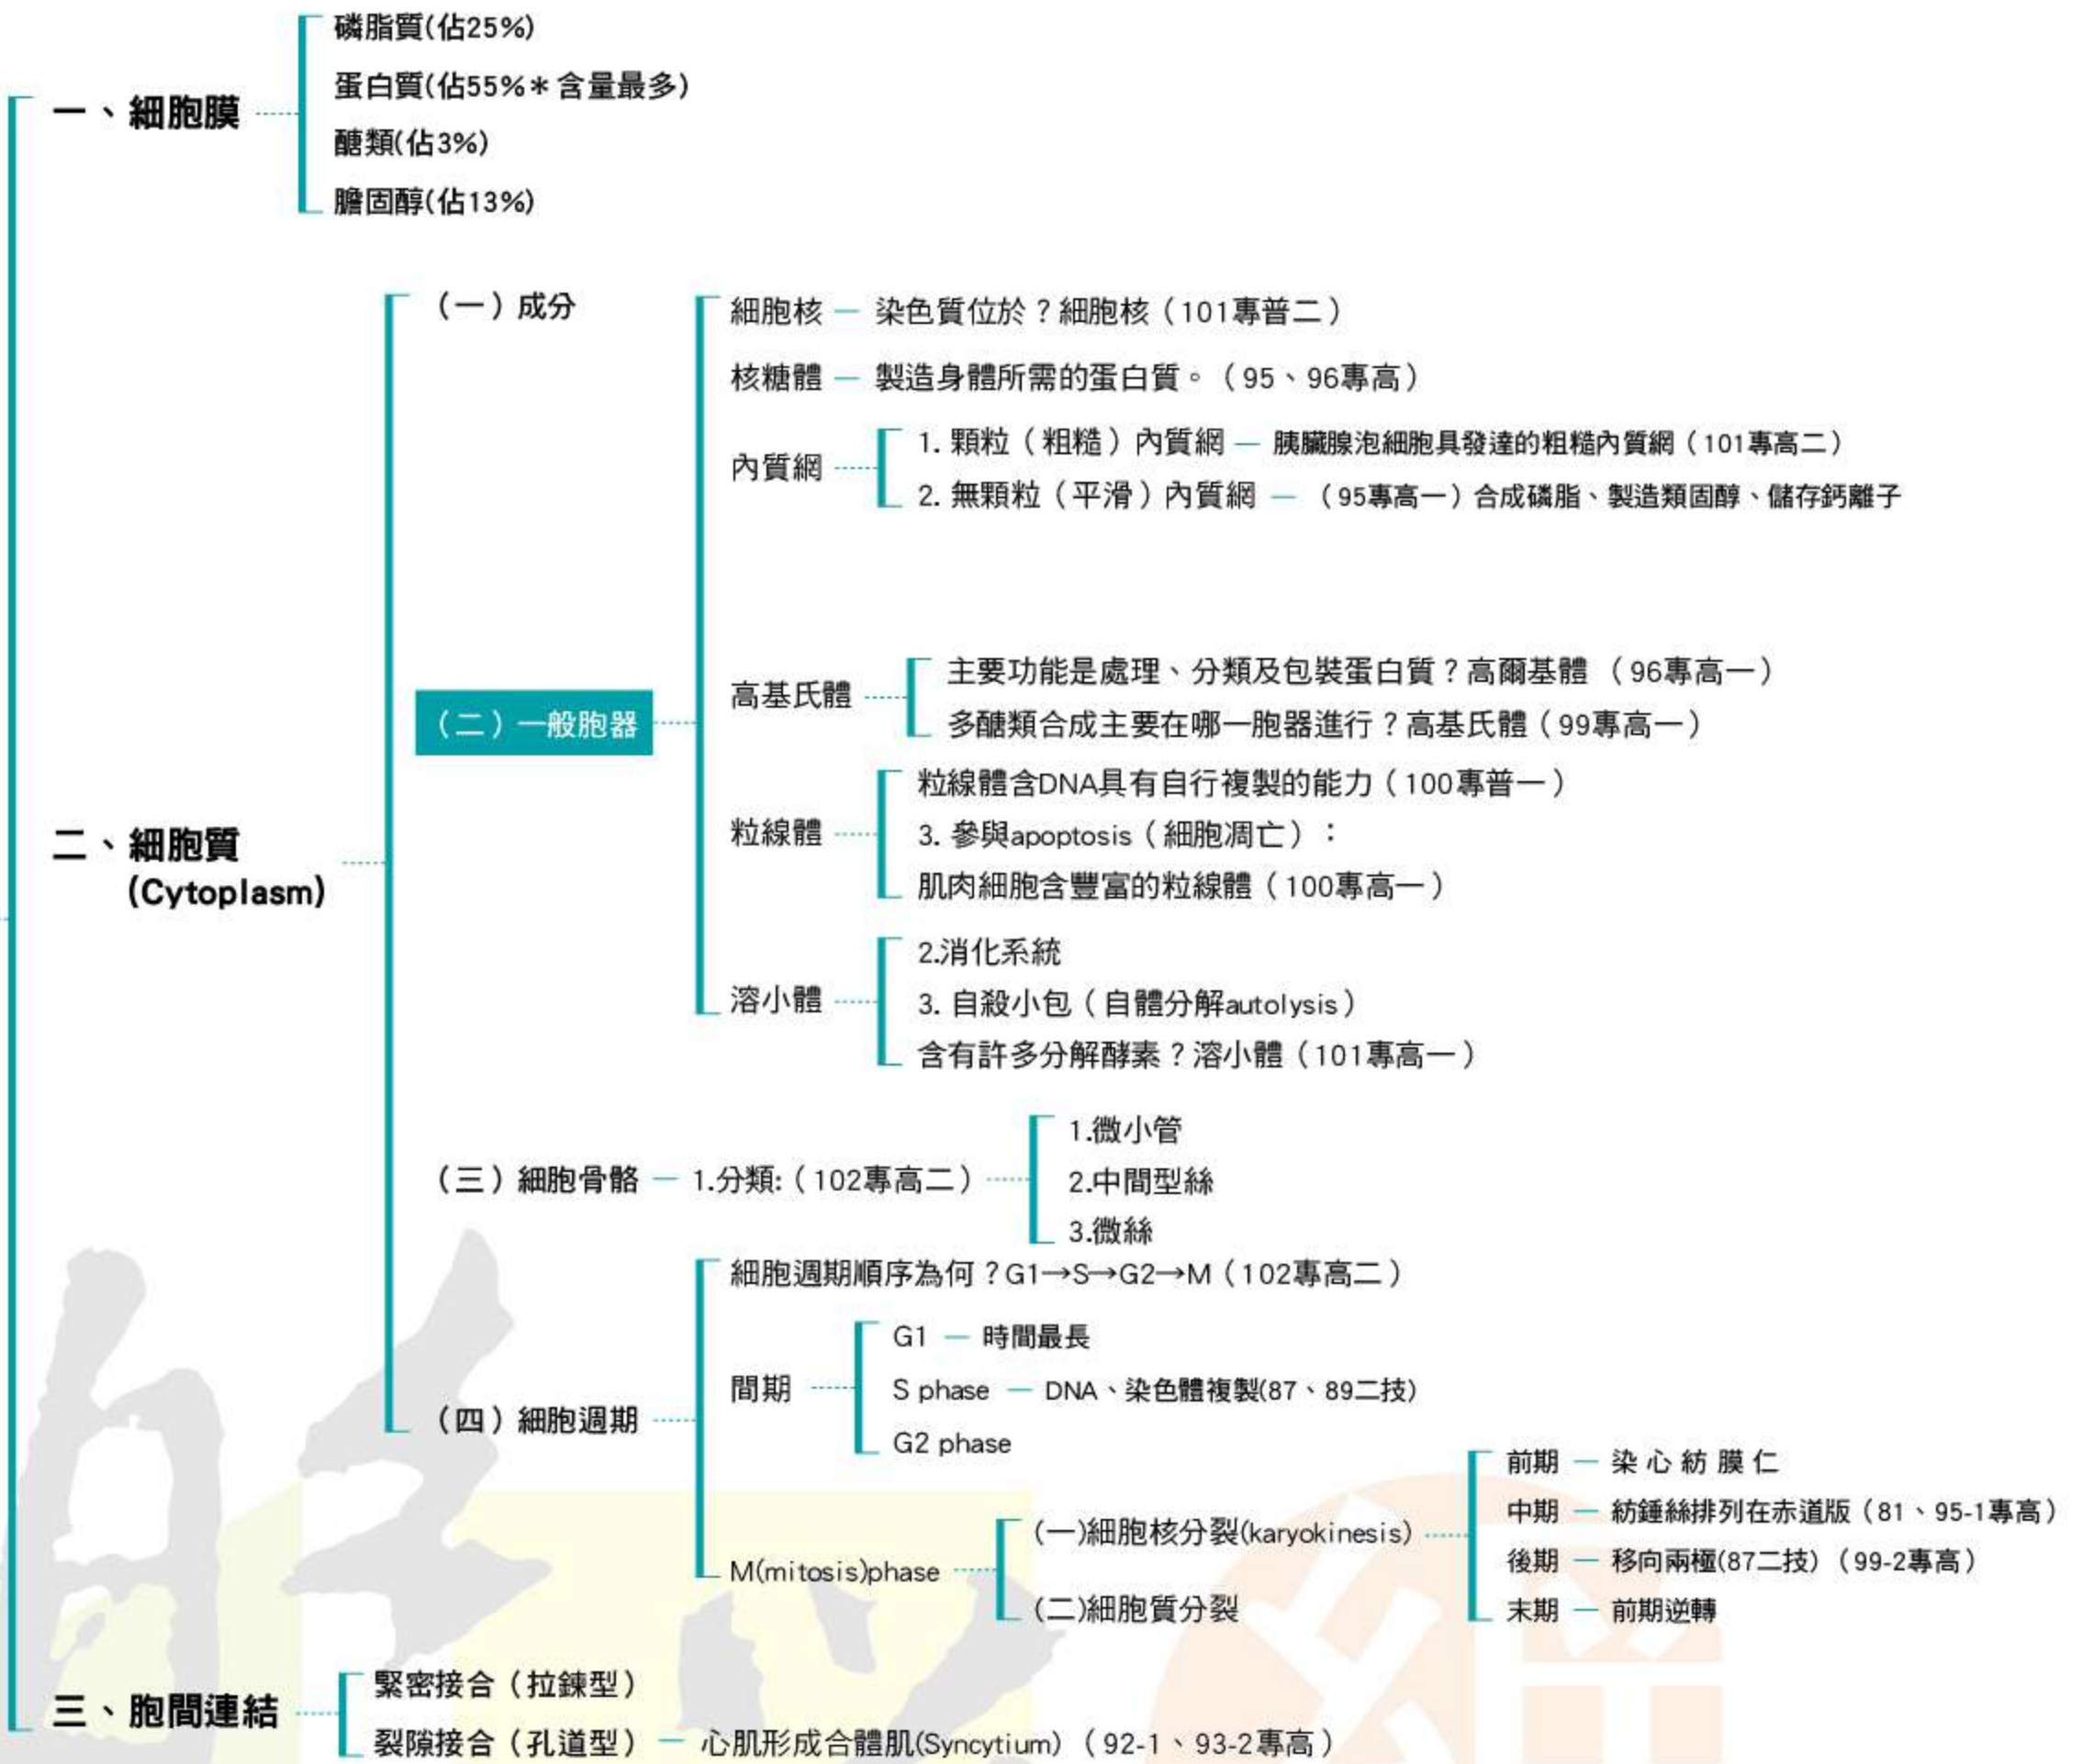 一、細胞膜
磷脂質(佔25%)
蛋白質(佔55%＊含量最多)
醣類(佔3%)
膽固醇(佔13%)
二、細胞質
(Cytoplasm)
（一）成分
（二）一般胞器
細胞核 — 染色質位於？細胞核（101專普二）
核糖體 — 製造身體所需的蛋白質。（95、96專高）
內質網
1. 顆粒（粗糙）內質網 — 胰臟腺泡細胞具發達的粗糙內質網（101專高二）
2. 無顆粒（平滑）內質網 — （95專高一）合成磷脂、製造類固醇、儲存鈣離子
高基氏體
主要功能是處理、分類及包裝蛋白質？高爾基體 （96專高一）
多醣類合成主要在哪一胞器進行？高基氏體（99專高一）
粒線體
粒線體含DNA具有自行複製的能力（100專普一）
3. 參與apoptosis（細胞凋亡）：
肌肉細胞含豐富的粒線體（100專高一）
溶小體
2.消化系統
3. 自殺小包（自體分解autolysis）
含有許多分解酵素？溶小體（101專高一）
（三）細胞骨骼 — 1.分類:（102專高二）
1.微小管
2.中間型絲
3.微絲
（四）細胞週期
細胞週期順序為何？G1→S→G2→M（102專高二）
間期
G1 — 時間最長
S phase — DNA、染色體複製(87、89二技)
G2 phase
M(mitosis)phase
(一)細胞核分裂(karyokinesis)
前期 — 染 心 紡 膜 仁
中期 — 紡錘絲排列在赤道版（81、95-1專高）
後期 — 移向兩極(87二技)（99-2專高）
末期 — 前期逆轉
(二)細胞質分裂
三、胞間連結
緊密接合（拉鍊型）
裂隙接合（孔道型） — 心肌形成合體肌(Syncytium)（92-1、93-2專高）